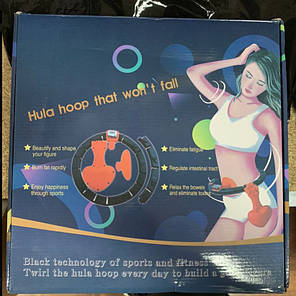 Hula hoop that won't fall
Beautify and shape
your figure
Burn fat rapidly
Enjoy happiness
through sports
Eliminate fatigue
Regulate intestinal tract
Relax the bowels
and eliminate toxins
Black technology of sports and fitness
Twirl the hula hoop every day to build a